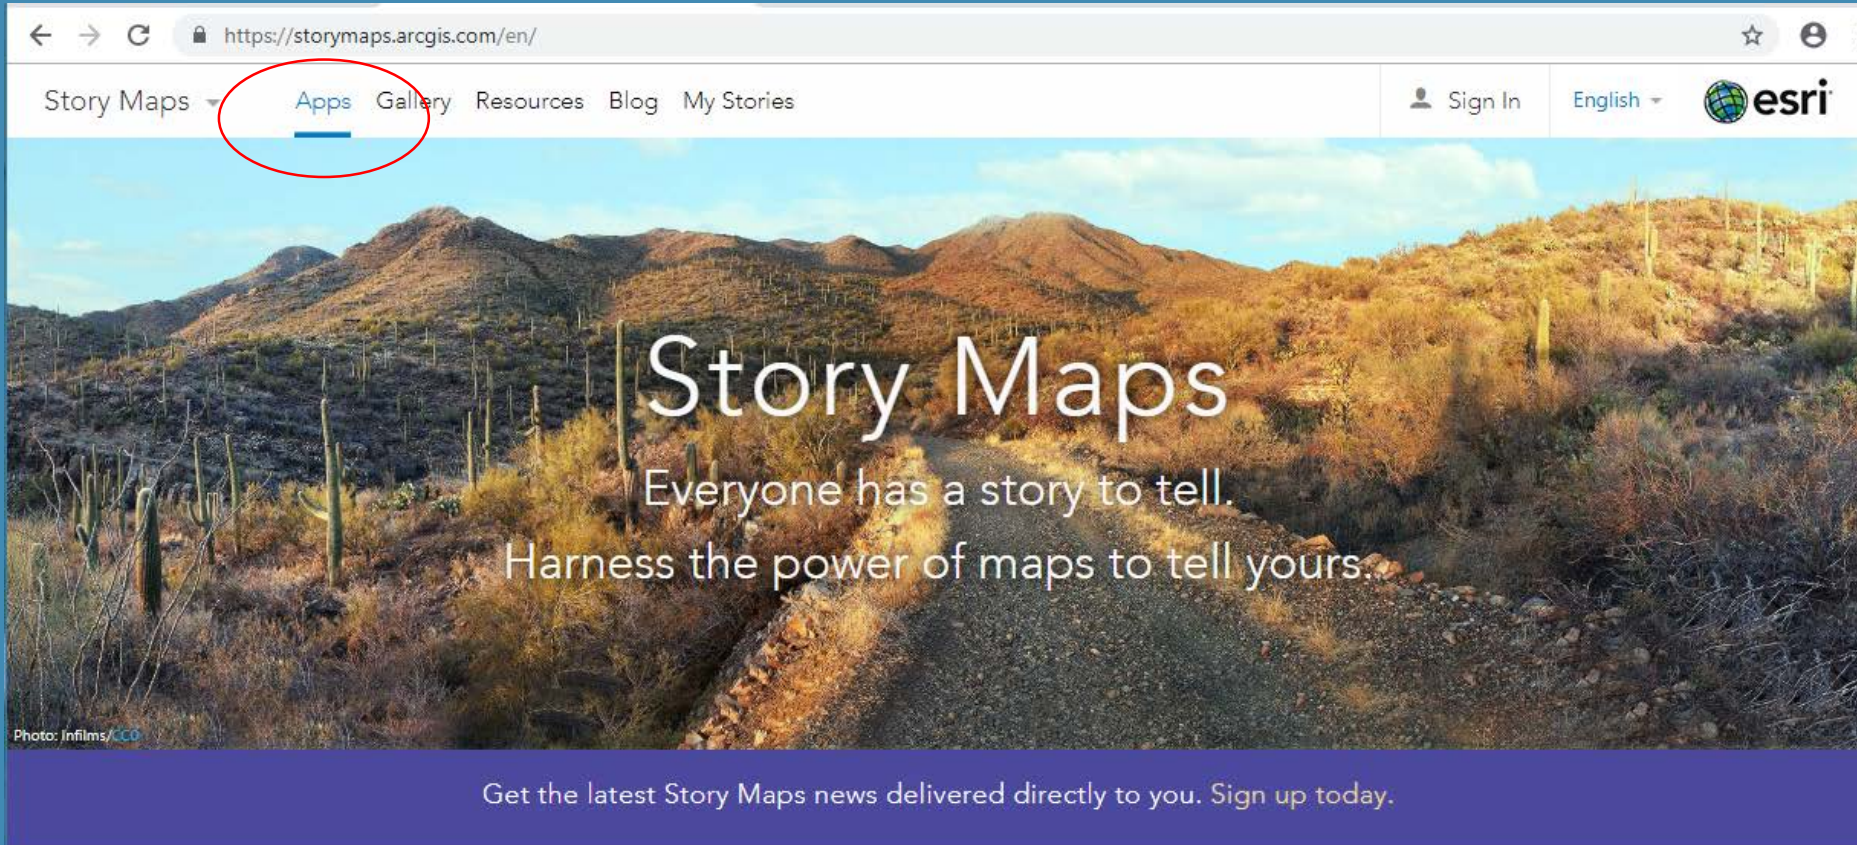 https://storymaps.arcgis.com/en/
Story Maps Apps Gallery Resources Blog My Stories Sign In English esri
Story Maps
Everyone has a story to tell.
Harness the power of maps to tell yours.
Photo: Infilms/CC0
Get the latest Story Maps news delivered directly to you. Sign up today.